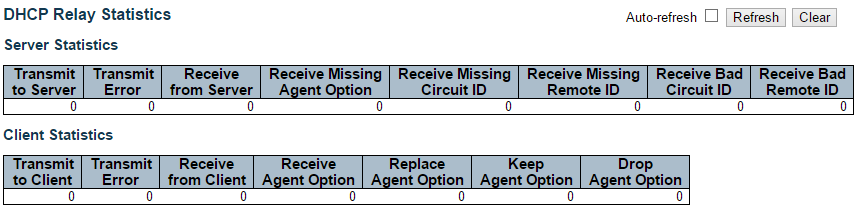 DHCP Relay Statistics
Auto-refresh Refresh Clear
Server Statistics
Transmit to Server Transmit Error Receive from Server Receive Missing Agent Option Receive Missing Circuit ID Receive Missing Remote ID Receive Bad Circuit ID Receive Bad Remote ID
0 0 0 0 0 0 0 0
Client Statistics
Transmit to Client Transmit Error Receive from Client Receive Agent Option Replace Agent Option Keep Agent Option Drop Agent Option
0 0 0 0 0 0 0